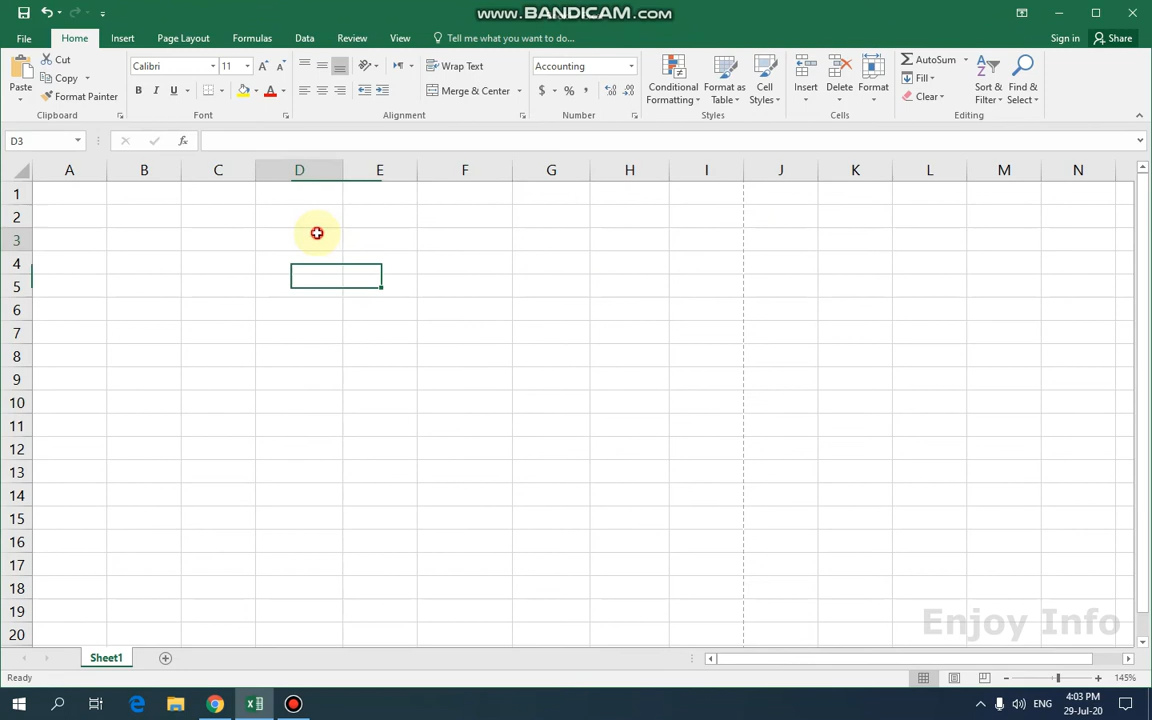 www.BANDICAM.com
File Home Insert Page Layout Formulas Data Review View Tell me what you want to do... Sign in Share
Cut
Copy
Format Painter
Paste
Clipboard
Calibri 11
B I U
Font
Wrap Text
Merge & Center
Alignment
Accounting
$ % ,
Number
Conditional Formatting
Format as Table
Cell Styles
Styles
Insert Delete Format
Cells
AutoSum
Fill
Clear
Sort & Filter
Find & Select
Editing
D3 fx
A B C D E F G H I J K L M N
1
2
3
4
5
6
7
8
9
10
11
12
13
14
15
16
17
18
19
20
Enjoy Info
Sheet1
Ready 145%
ENG 4:03 PM
29-Jul-20